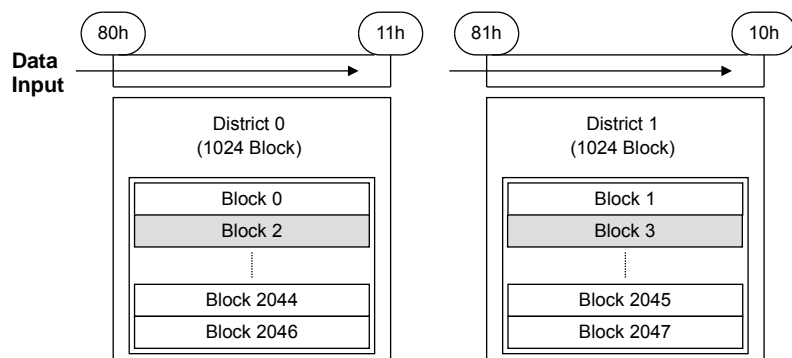 80h 11h 81h 10h
Data
Input
District 0
(1024 Block)
Block 0
Block 2
Block 2044
Block 2046
District 1
(1024 Block)
Block 1
Block 3
Block 2045
Block 2047